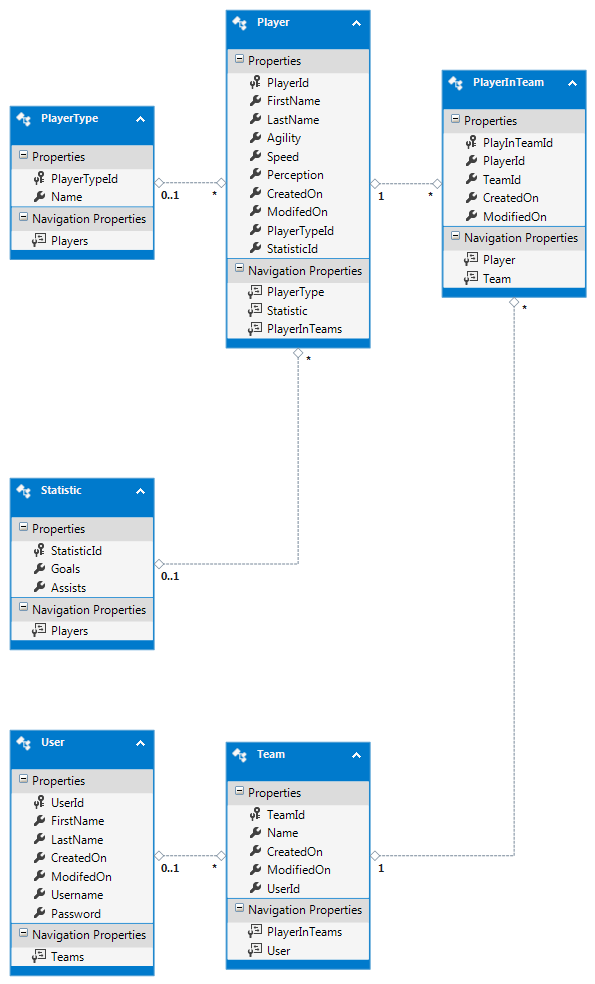 Player
Properties
PlayerId
FirstName
LastName
Agility
Speed
Perception
CreatedOn
ModifedOn
PlayerTypeId
StatisticId
Navigation Properties
PlayerType
Statistic
PlayerInTeams
PlayerInTeam
Properties
PlayInTeamId
PlayerId
TeamId
CreatedOn
ModifiedOn
Navigation Properties
Player
Team
PlayerType
Properties
PlayerTypeId
Name
Navigation Properties
Players
0..1
*
1
*
*
*
Statistic
Properties
StatisticId
Goals
Assists
Navigation Properties
Players
0..1
User
Properties
UserId
FirstName
LastName
CreatedOn
ModifedOn
Username
Password
Navigation Properties
Teams
0..1
*
Team
Properties
TeamId
Name
CreatedOn
ModifiedOn
UserId
Navigation Properties
PlayerInTeams
User
1